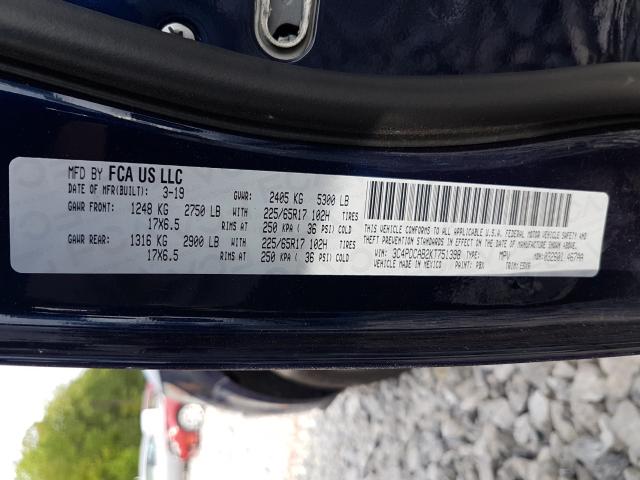 MFD BY FCA US LLC
DATE OF MFR(BUILT): 3-19 GVWR: 2405 KG 5300 LB
GAWR FRONT: 1248 KG 2750 LB WITH 225/65R17 102H TIRES
17X6.5 RIMS AT 250 KPA ( 36 PSI) COLD
GAWR REAR: 1316 KG 2900 LB WITH 225/65R17 102H TIRES
17X6.5 RIMS AT 250 KPA ( 36 PSI) COLD
THIS VEHICLE CONFORMS TO ALL APPLICABLE U.S.A. FEDERAL MOTOR VEHICLE SAFETY AND
THEFT PREVENTION STANDARDS IN EFFECT ON THE DATE OF MANUFACTURE SHOWN ABOVE.
VIN: 3C4PDCAB2KT751398 TYPE: MPV
VEHICLE MADE IN MEXICO PAINT: PBX TRIM: